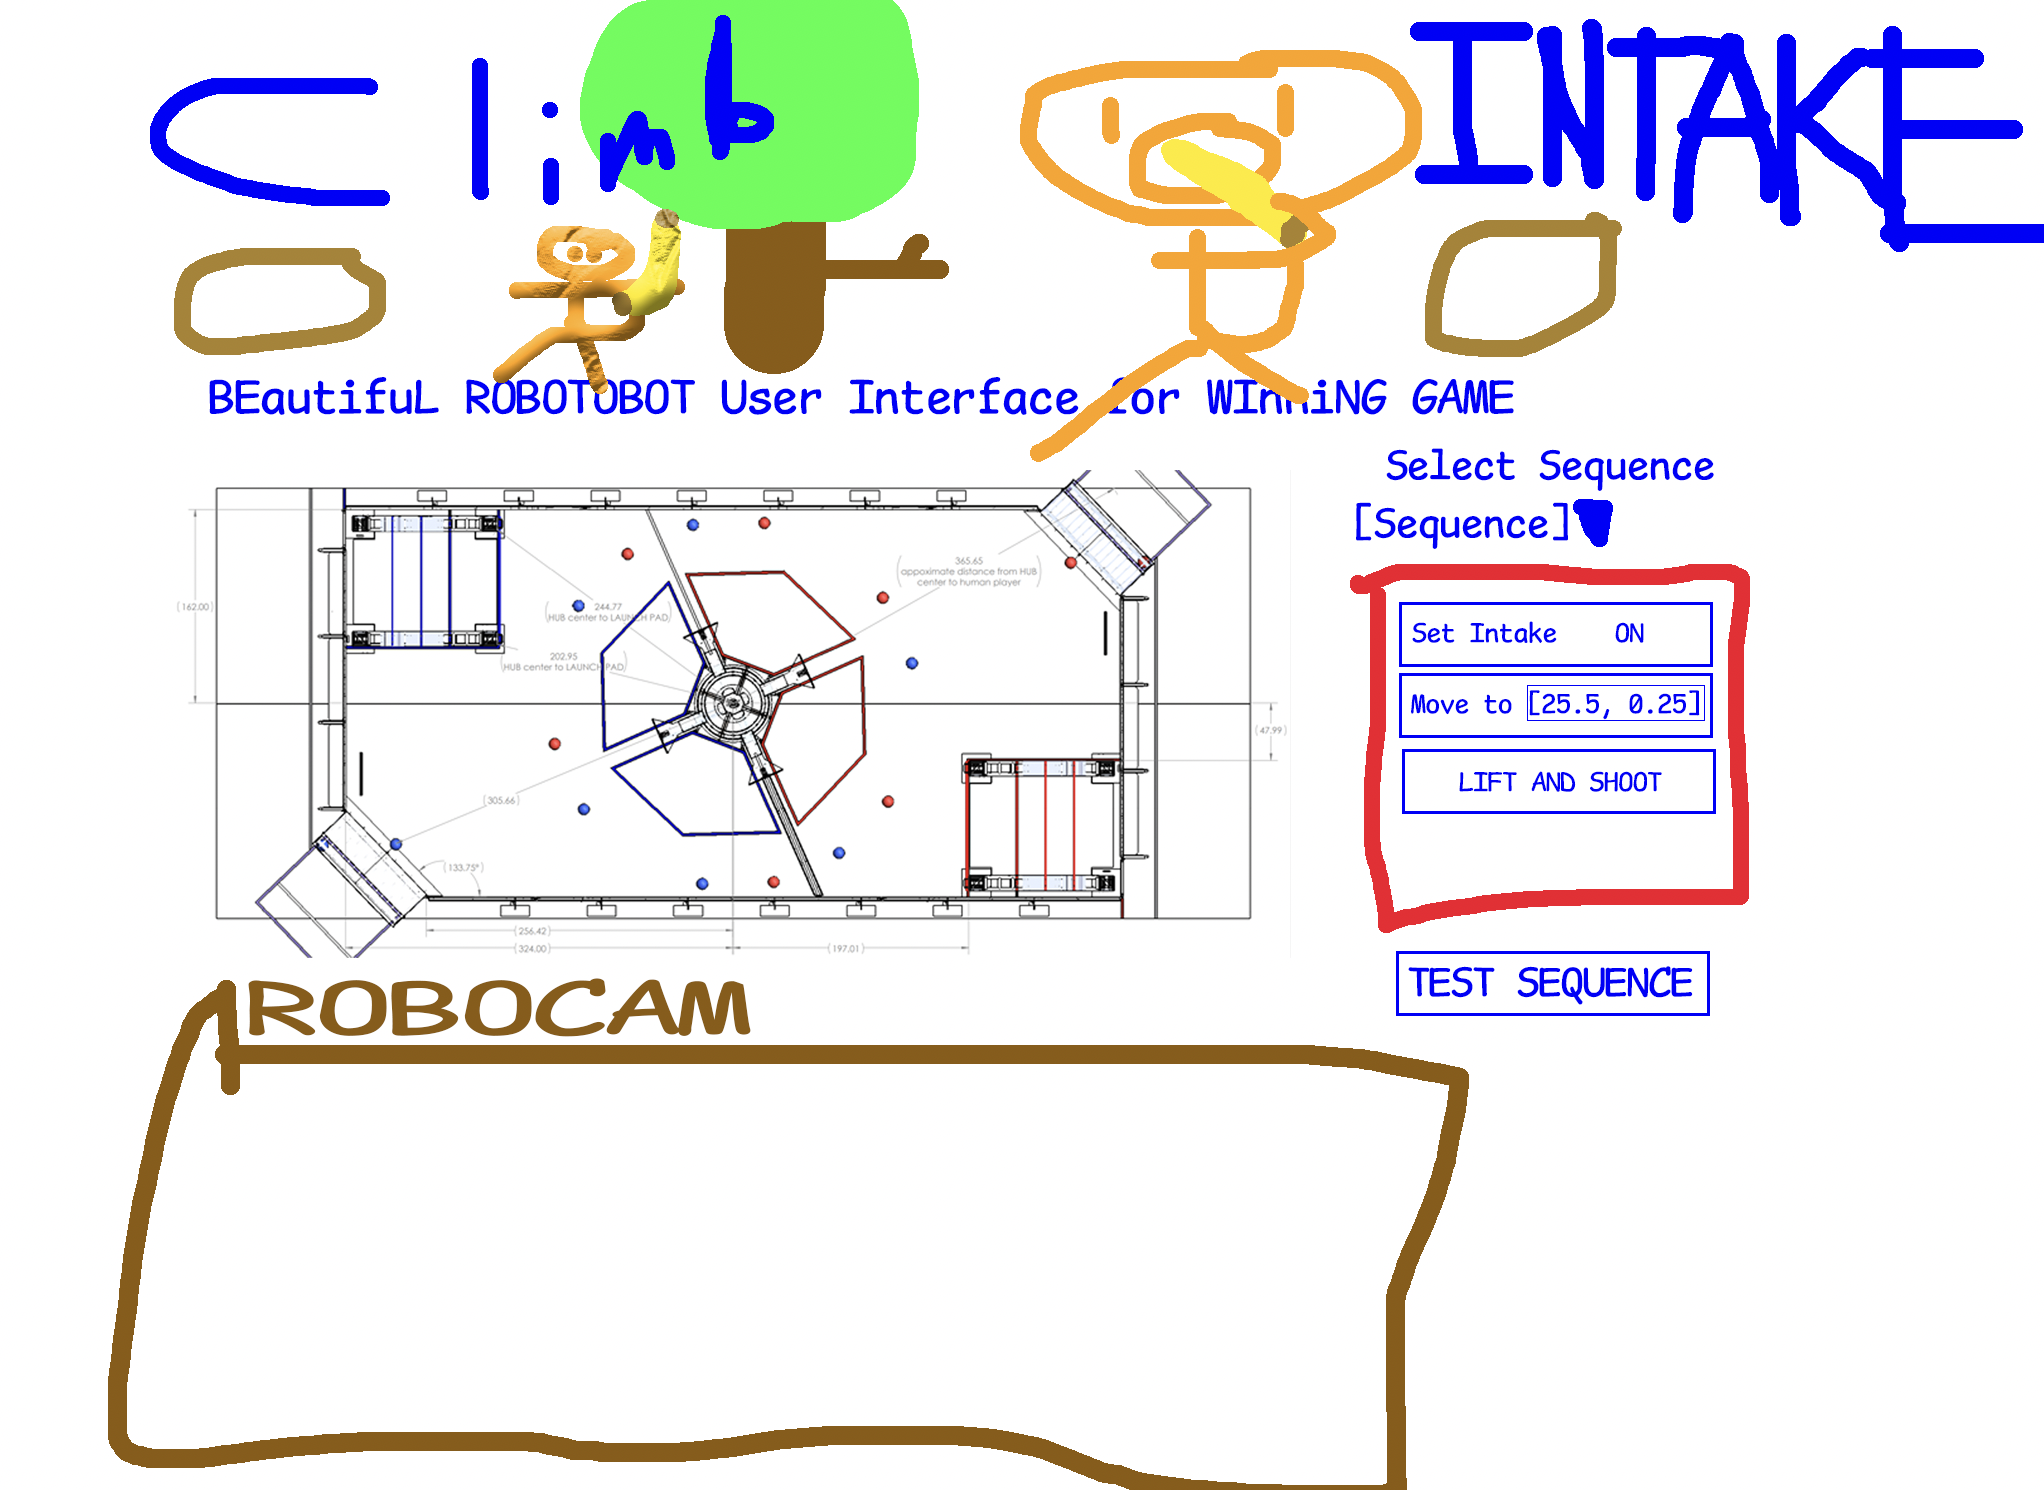 Climb
INTAKE
BEautifuL ROBOTOBOT User Interface for WInniNG GAME
Select Sequence
[Sequence]
365.65
appoximate distance from HUB
center to human player
(162.00)
244.77
HUB center to LAUNCH PAD
202.95
HUB center to LAUNCH PAD
Set Intake ON
Move to [25.5, 0.25]
(47.99)
LIFT AND SHOOT
(305.66)
(133.75°)
(256.42)
(324.00)
(197.01)
TEST SEQUENCE
ROBOCAM